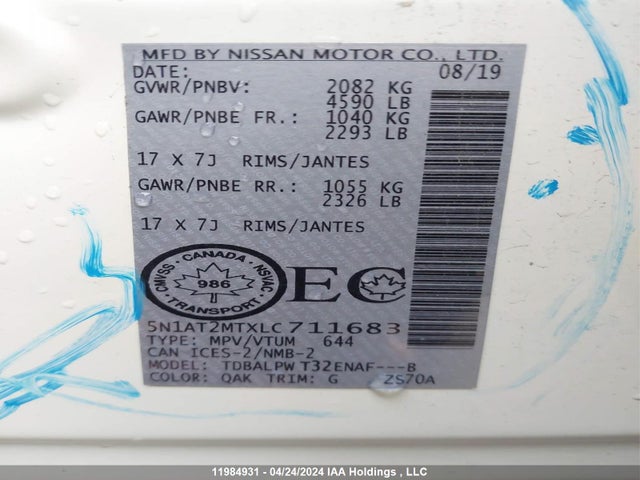 MFD BY NISSAN MOTOR CO., LTD.
DATE: 08/19
GVWR/PNBV: 2082 KG
4590 LB
GAWR/PNBE FR.: 1040 KG
2293 LB
17 X 7J RIMS/JANTES
GAWR/PNBE RR.: 1055 KG
2326 LB
17 X 7J RIMS/JANTES
CANADA
CMVSS NSVAC
986
TRANSPORT
EC
5N1AT2MTXLC711683
TYPE: MPV/VTUM 644
CAN ICES-2/NMB-2
MODEL: TDBALPW T32ENAF---B
COLOR: QAK TRIM: G ZS70A
11984931 - 04/24/2024 IAA Holdings , LLC